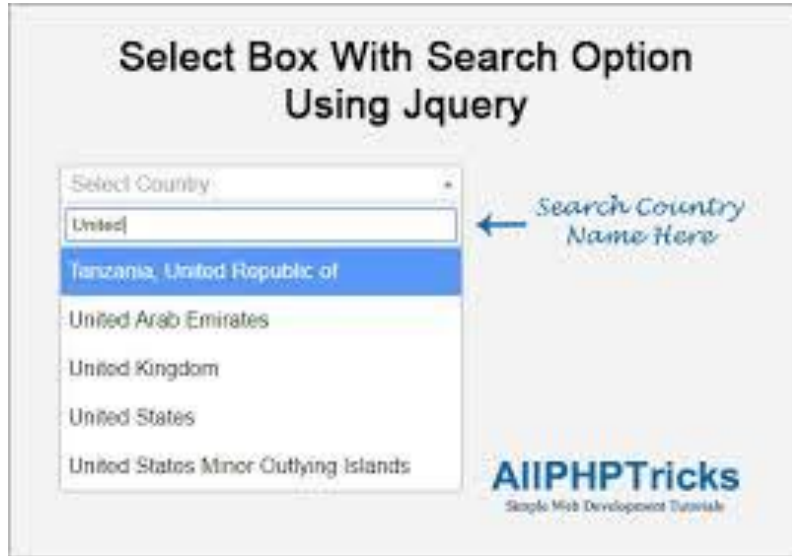 Select Box With Search Option
Using Jquery
Select Country
United
Search Country
Name Here
Tanzania, United Republic of
United Arab Emirates
United Kingdom
United States
United States Minor Outlying Islands
AllPHPTricks
Simple Web Development Tutorials